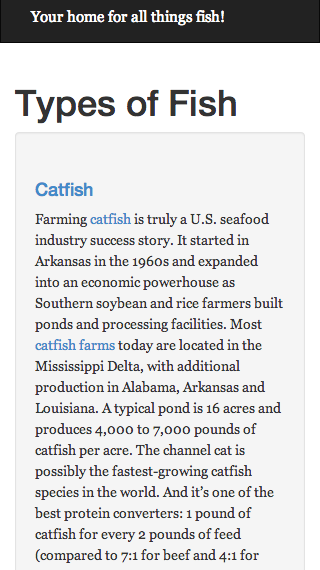 Your home for all things fish!
Types of Fish
Catfish
Farming catfish is truly a U.S. seafood
industry success story. It started in
Arkansas in the 1960s and expanded
into an economic powerhouse as
Southern soybean and rice farmers built
ponds and processing facilities. Most
catfish farms today are located in the
Mississippi Delta, with additional
production in Alabama, Arkansas and
Louisiana. A typical pond is 16 acres and
produces 4,000 to 7,000 pounds of
catfish per acre. The channel cat is
possibly the fastest-growing catfish
species in the world. And it's one of the
best protein converters: 1 pound of
catfish for every 2 pounds of feed
(compared to 7:1 for beef and 4:1 for